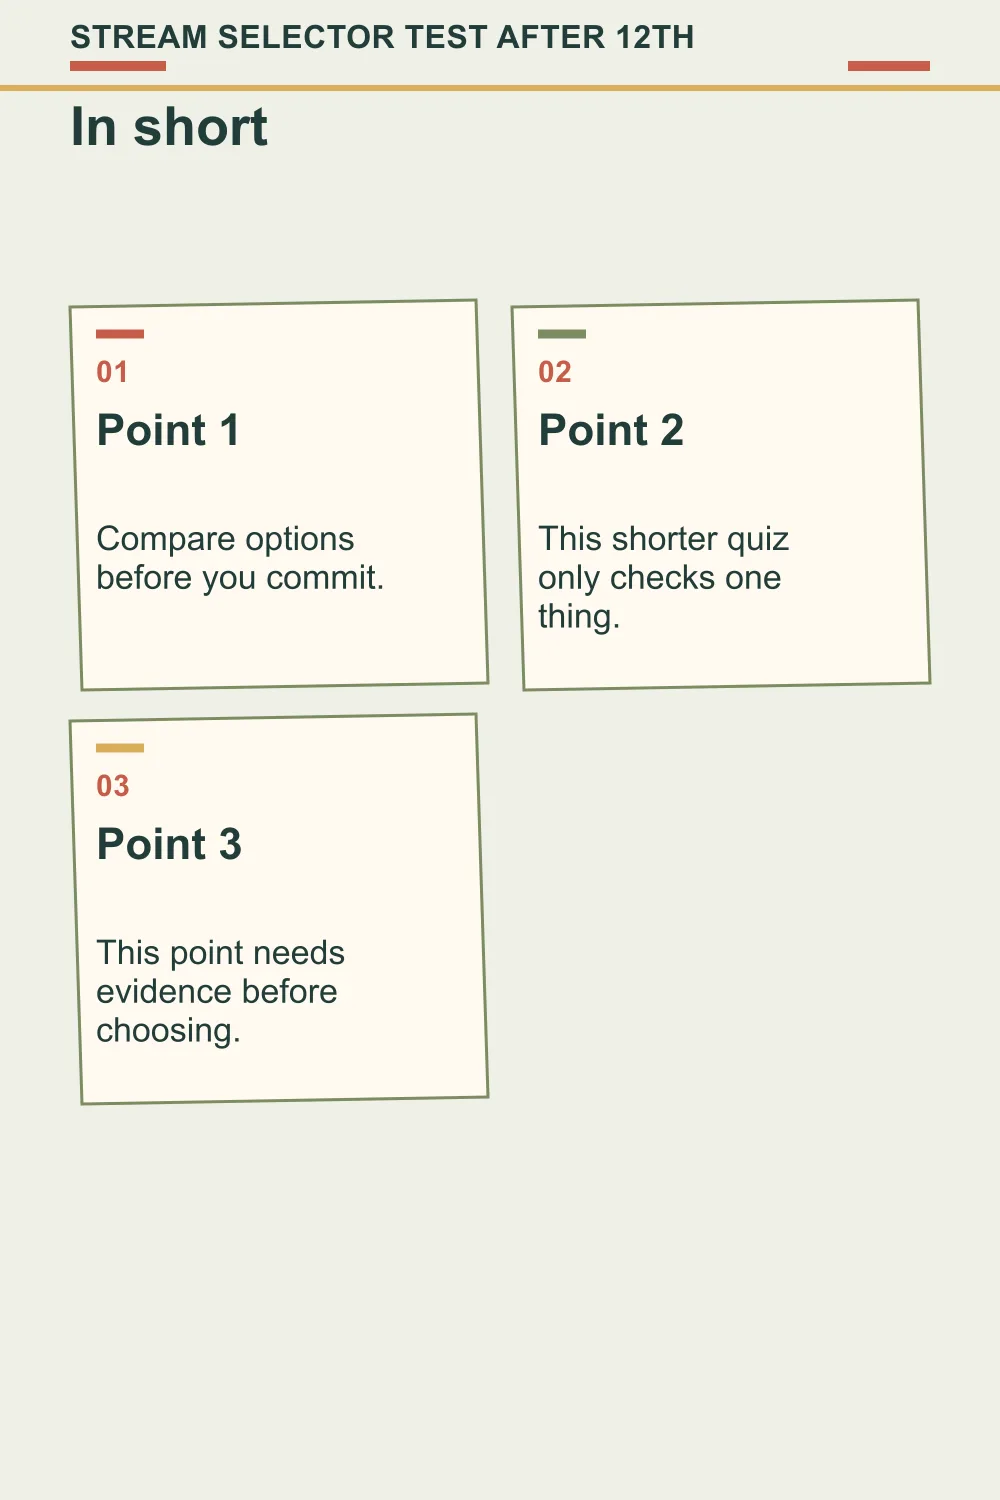 STREAM SELECTOR TEST AFTER 12TH
In short
01
Point 1
Compare options
before you commit.
02
Point 2
This shorter quiz
only checks one
thing.
03
Point 3
This point needs
evidence before
choosing.